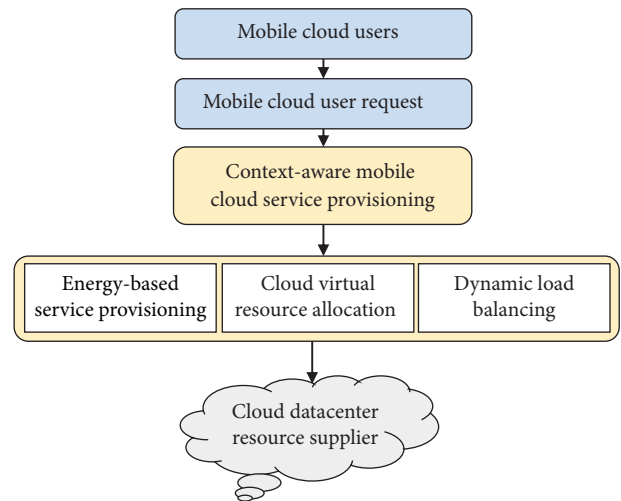 Mobile cloud users
Mobile cloud user request
Context-aware mobile
cloud service provisioning
Energy-based
service provisioning
Cloud virtual
resource allocation
Dynamic load
balancing
Cloud datacenter
resource supplier